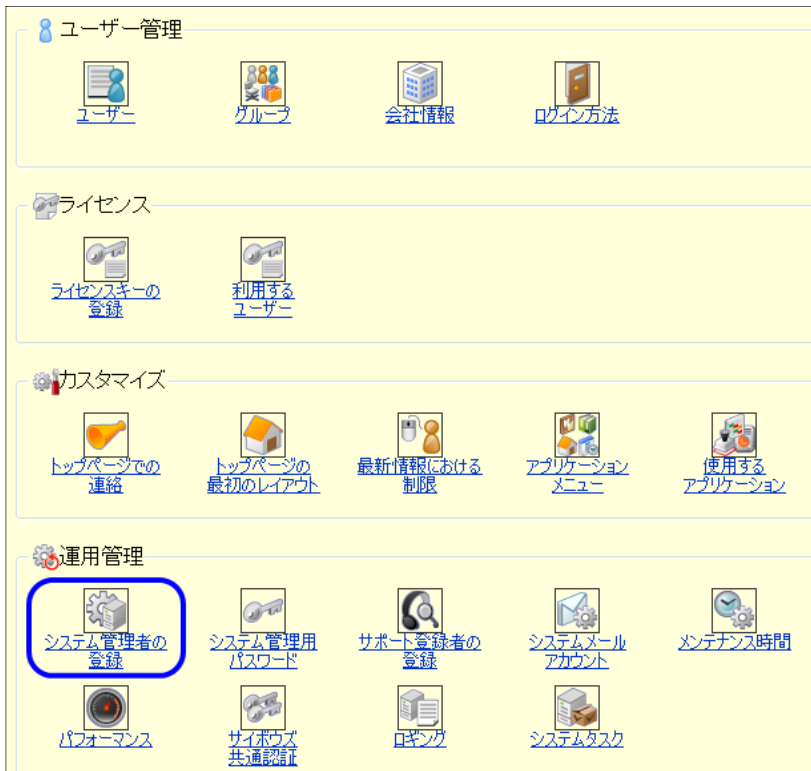 ユーザー管理
ユーザー
グループ
会社情報
ログイン方法
ライセンス
ライセンスキーの
登録
利用する
ユーザー
カスタマイズ
トップページでの
連絡
トップページの
最初のレイアウト
最新情報における
制限
アプリケーション
メニュー
使用する
アプリケーション
運用管理
システム管理者の
登録
システム管理用
パスワード
サポート登録者の
登録
システムメール
アカウント
メンテナンス時間
パフォーマンス
サイボウズ
共通認証
ロギング
システムタスク